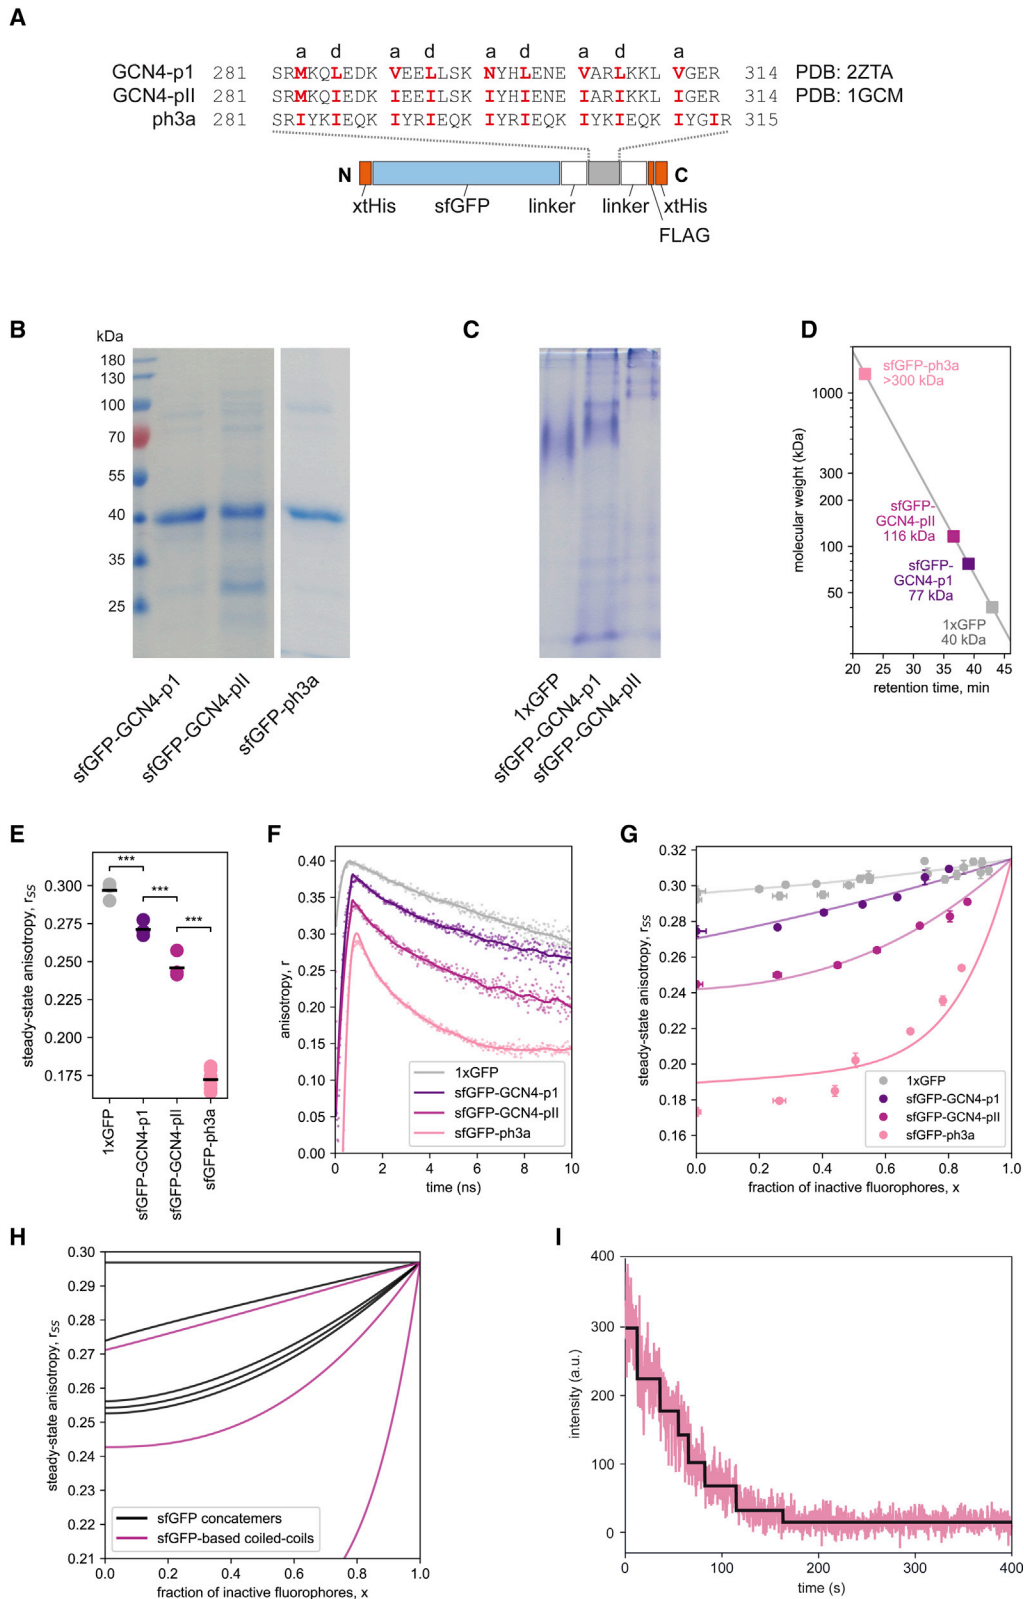 A
a d a d a d a d a
GCN4-p1 281 SRMKQLEDK VEELLSK NYHLENE VARLKKL VGER 314 PDB: 2ZTA
GCN4-pII 281 SRMKQIEDK IEEILSK IYHIENE IARIKKL IGER 314 PDB: 1GCM
ph3a 281 SRIYKIEQK IYRIEQK IYRIEQK IYKIEQK IYGIR 315
N C
xtHis sfGFP linker linker xtHis
FLAG
B
kDa
180
130
100
70
55
40
35
25
sfGFP-GCN4-p1
sfGFP-GCN4-pII
sfGFP-ph3a
C
1xGFP
sfGFP-GCN4-p1
sfGFP-GCN4-pII
D
molecular weight (kDa)
1000
300
200
100
50
sfGFP-ph3a
>300 kDa
sfGFP-
GCN4-pII
116 kDa
sfGFP-
GCN4-p1
77 kDa
1xGFP
40 kDa
20 25 30 35 40 45
retention time, min
E
steady-state anisotropy, rSS
0.300
0.275
0.250
0.225
0.200
0.175
***
***
***
1xGFP
sfGFP-GCN4-p1
sfGFP-GCN4-pII
sfGFP-ph3a
F
anisotropy, r
0.40
0.35
0.30
0.25
0.20
0.15
0.10
0.05
0.00
1xGFP
sfGFP-GCN4-p1
sfGFP-GCN4-pII
sfGFP-ph3a
0 2 4 6 8 10
time (ns)
G
steady-state anisotropy, rSS
0.32
0.30
0.28
0.26
0.24
0.22
0.20
0.18
0.16
1xGFP
sfGFP-GCN4-p1
sfGFP-GCN4-pII
sfGFP-ph3a
0.0 0.2 0.4 0.6 0.8 1.0
fraction of inactive fluorophores, x
H
steady-state anisotropy, rSS
0.30
0.29
0.28
0.27
0.26
0.25
0.24
0.23
0.22
0.21
sfGFP concatemers
sfGFP-based coiled-coils
0.0 0.2 0.4 0.6 0.8 1.0
fraction of inactive fluorophores, x
I
intensity (a.u.)
400
300
200
100
0
0 100 200 300 400
time (s)